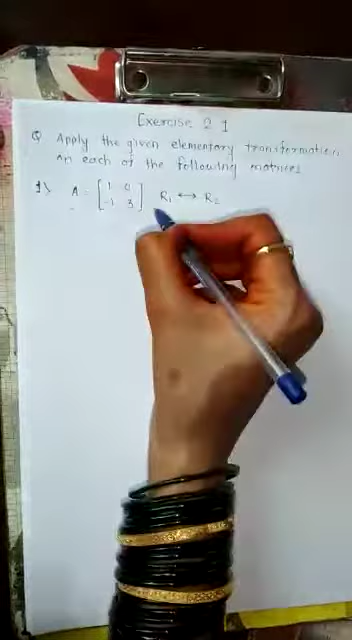 Exercise 2.1
Q Apply the given elementary transformation
on each of the following matrices
1) A = [1 0
-1 3] R₁ ↔ R₂